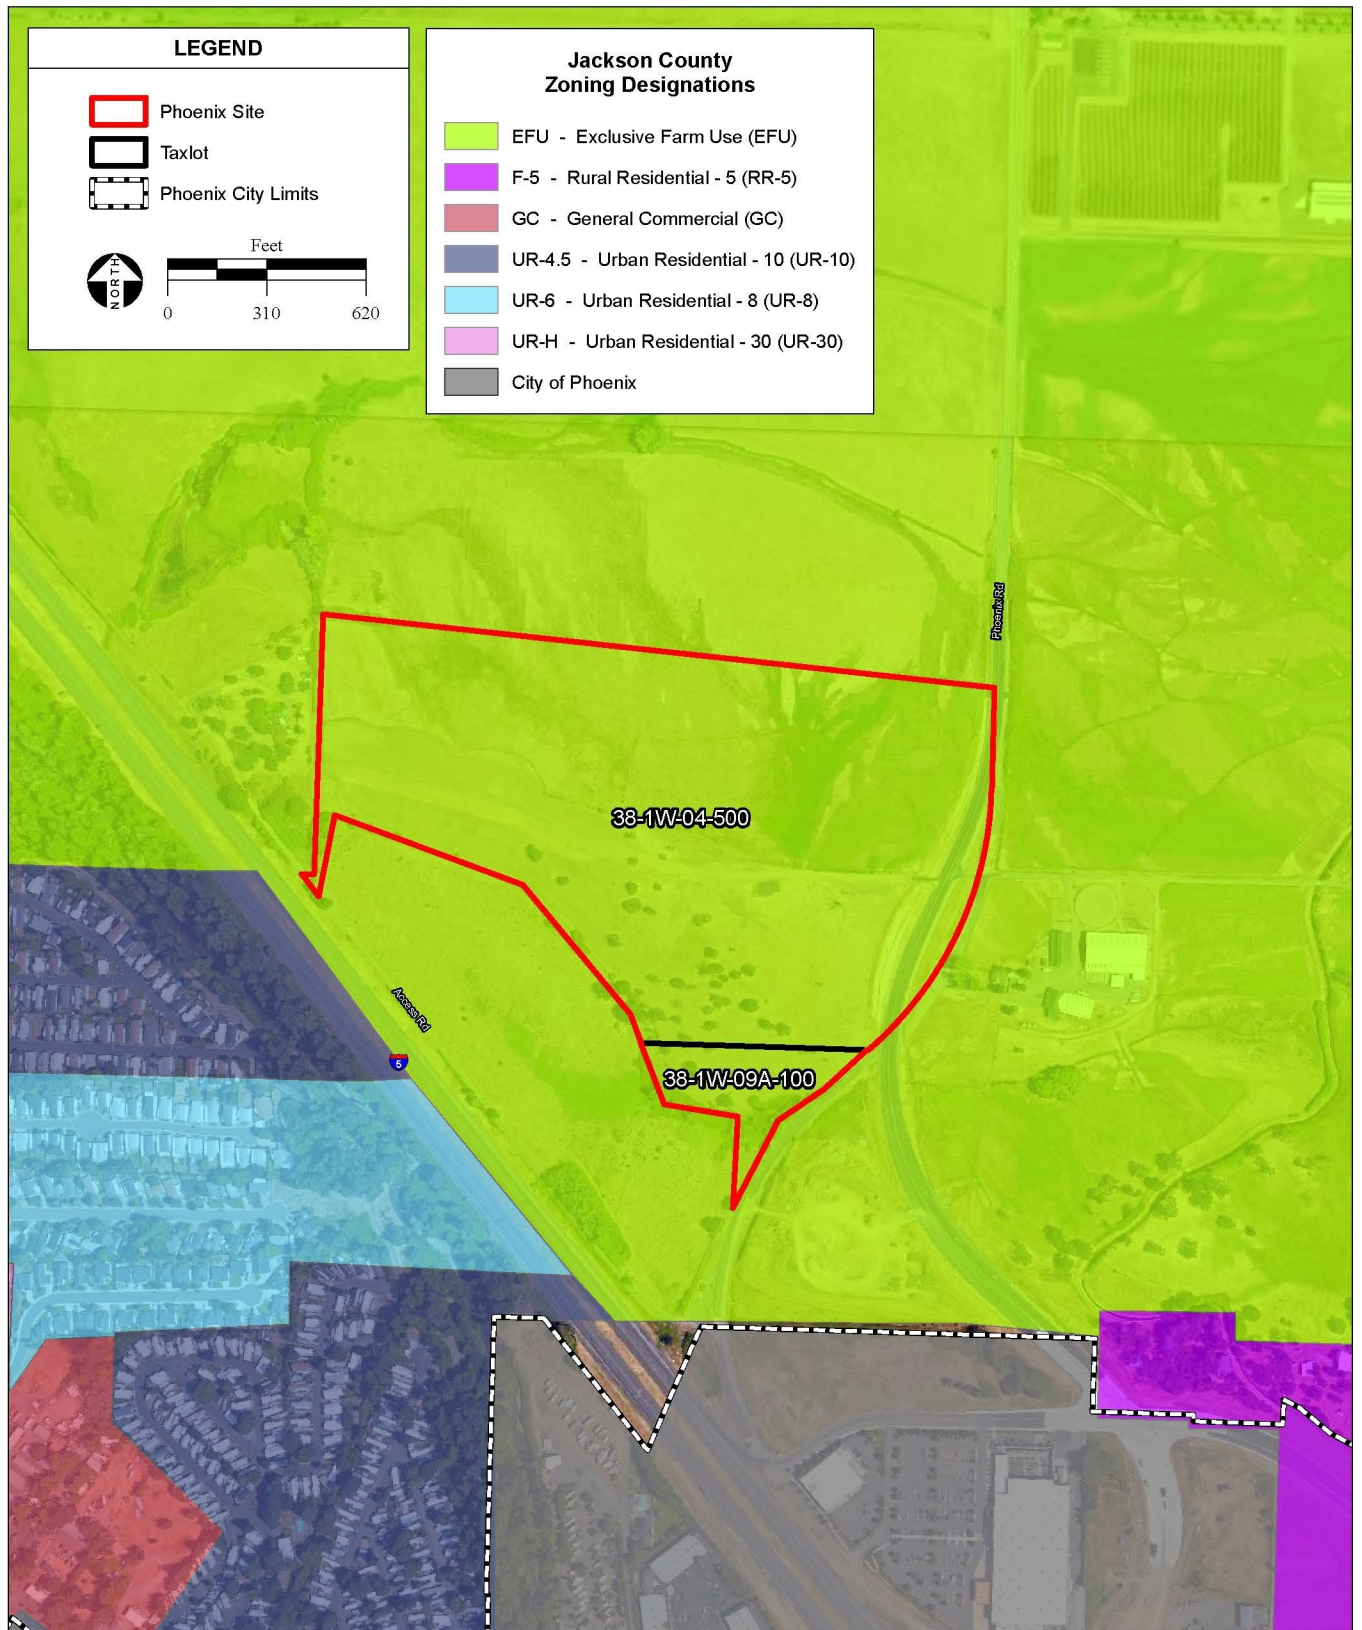 LEGEND
Phoenix Site
Taxlot
Phoenix City Limits
Feet
NORTH
0 310 620
Jackson County
Zoning Designations
EFU - Exclusive Farm Use (EFU)
F-5 - Rural Residential - 5 (RR-5)
GC - General Commercial (GC)
UR-4.5 - Urban Residential - 10 (UR-10)
UR-6 - Urban Residential - 8 (UR-8)
UR-H - Urban Residential - 30 (UR-30)
City of Phoenix
Phoenix Rd
38-1W-04-500
Access Rd
5
38-1W-09A-100